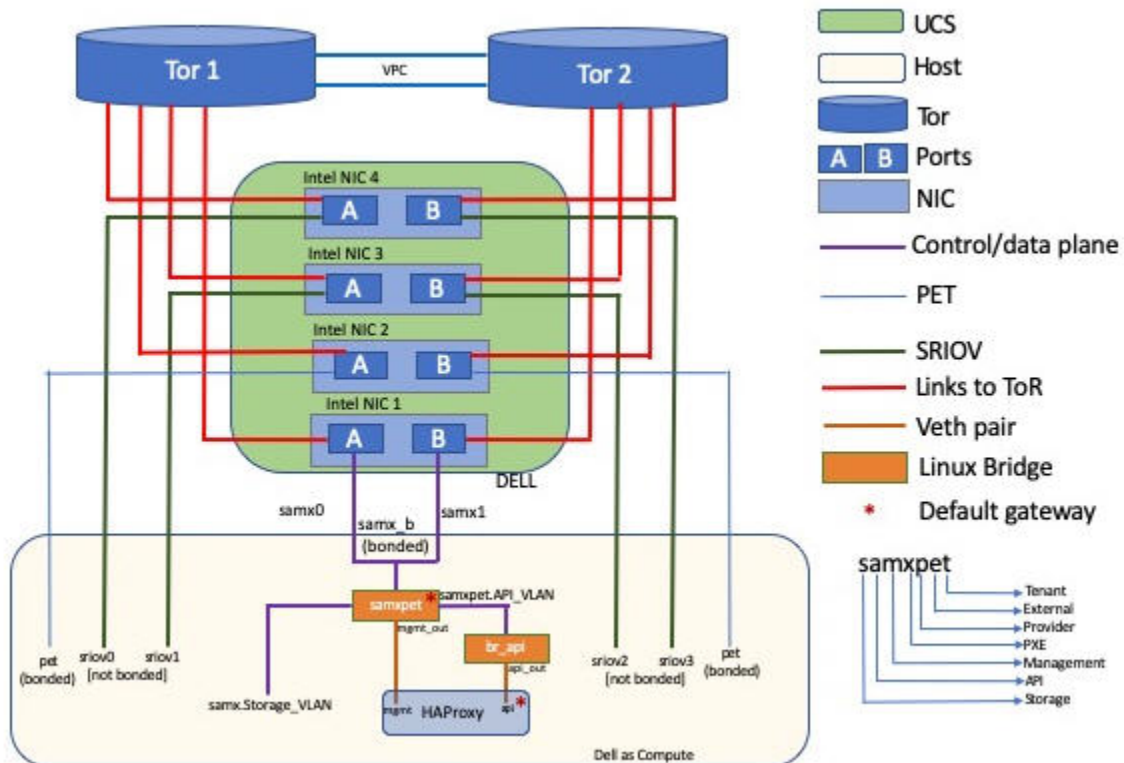 Tor 1
VPC
Tor 2
Intel NIC 4
A
B
Intel NIC 3
A
B
Intel NIC 2
A
B
Intel NIC 1
A
B
DELL
samx0
samx1
samx_b
(bonded)
samxpet
*
samxpet.API_VLAN
mgmt_out
br_api
api_out
pet
(bonded)
sriov0
sriov1
[not bonded]
samx.Storage_VLAN
mgmt
HAProxy
api
*
sriov2
sriov3
[not bonded]
pet
(bonded)
Dell as Compute
UCS
Host
Tor
A
B
Ports
NIC
Control/data plane
PET
SRIOV
Links to ToR
Veth pair
Linux Bridge
* Default gateway
samxpet
Tenant
External
Provider
PXE
Management
API
Storage